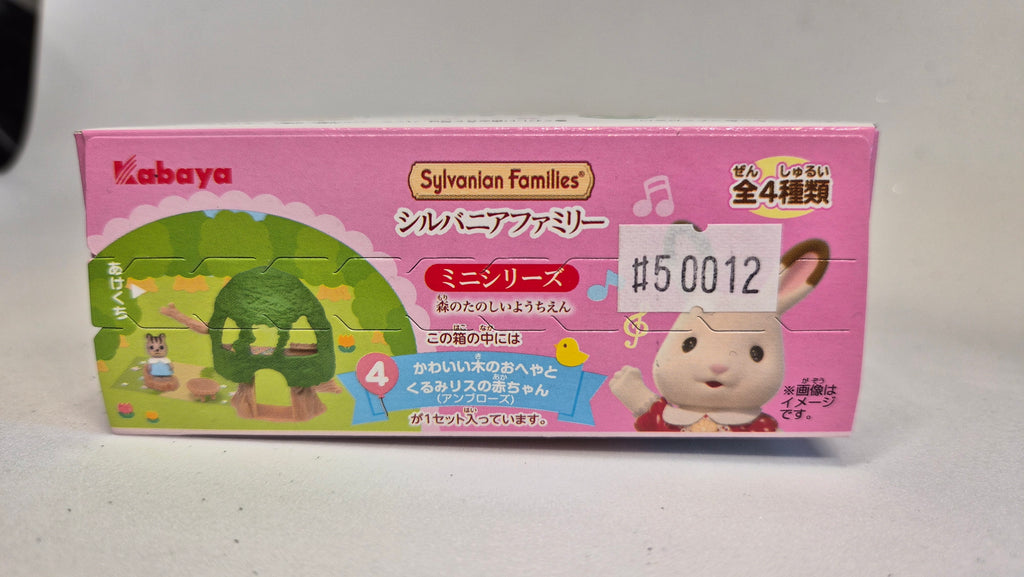 Kabaya
Sylvanian Families®
シルバニアファミリー
ぜん しゅるい
全4種類
#50012
ミニシリーズ
もり
森のたのしいようちえん
あけくち
はこ なか
この箱の中には
4
き
かわいい木のおへやと
あか
くるみリスの赤ちゃん
(アンブローズ)
はい
が1セット入っています。
がぞう
※画像は
イメージ
です。